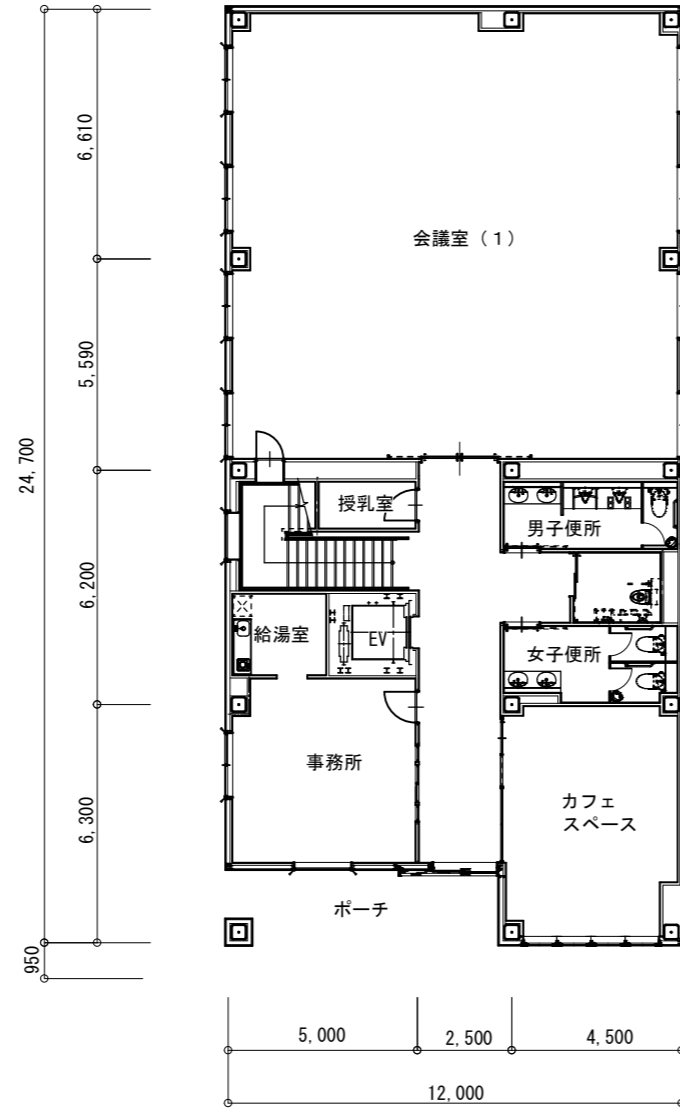 6,610
会議室（１）
5,590
24,700
授乳室
男子便所
6,200
給湯室
EV
女子便所
事務所
カフェ
スペース
6,300
ポーチ
950
5,000
2,500
4,500
12,000